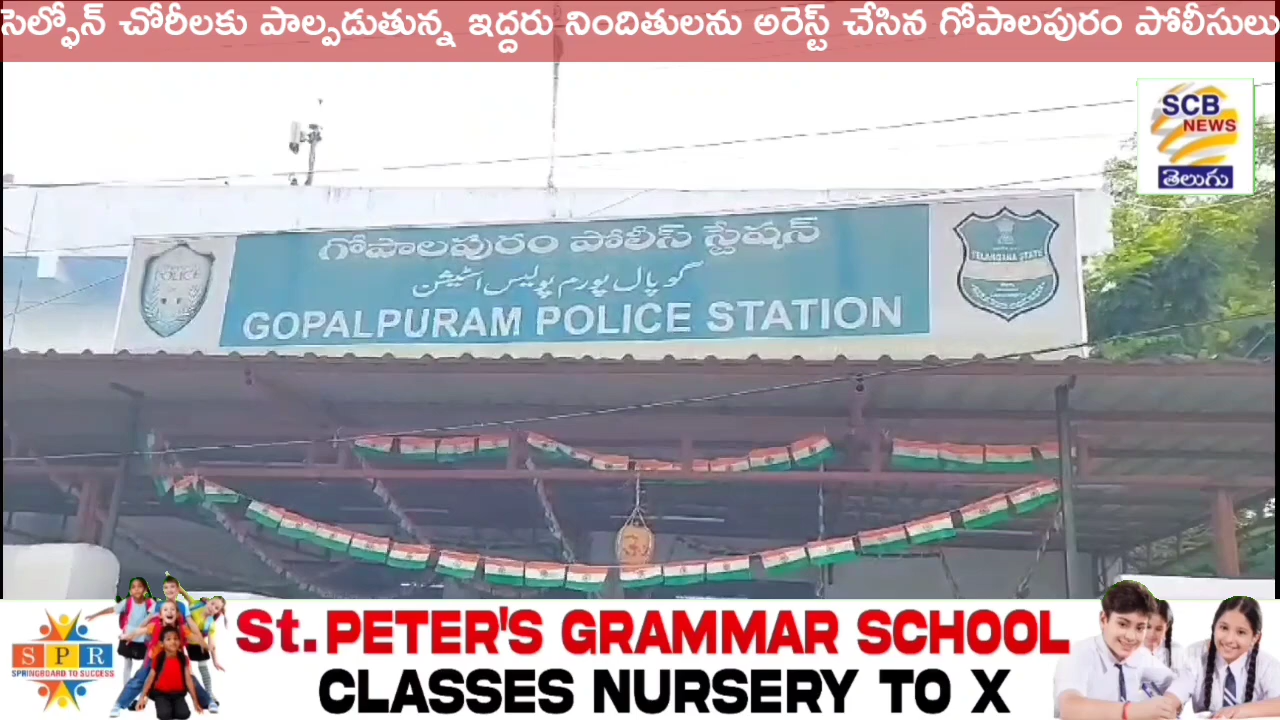 సెల్ఫోన్ చోరీలకు పాల్పడుతున్న ఇద్దరు నిందితులను అరెస్ట్ చేసిన గోపాలపురం పోలీసులు
SCB
NEWS
తెలుగు
గోపాలపురం పోలీస్ స్టేషన్
گوپال پورم پولیس اسٹیشن
GOPALPURAM POLICE STATION
POLICE
TELANGANA STATE
SPR
SPRINGBOARD TO SUCCESS
St. PETER'S GRAMMAR SCHOOL
CLASSES NURSERY TO X